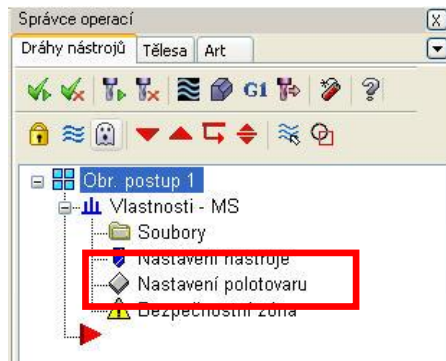 Správce operací
Dráhy nástrojů Tělesa Art
G1
Obr. postup 1
Vlastnosti - MS
Soubory
Nastavení nástroje
Nastavení polotovaru
Bezpečnostní zóna